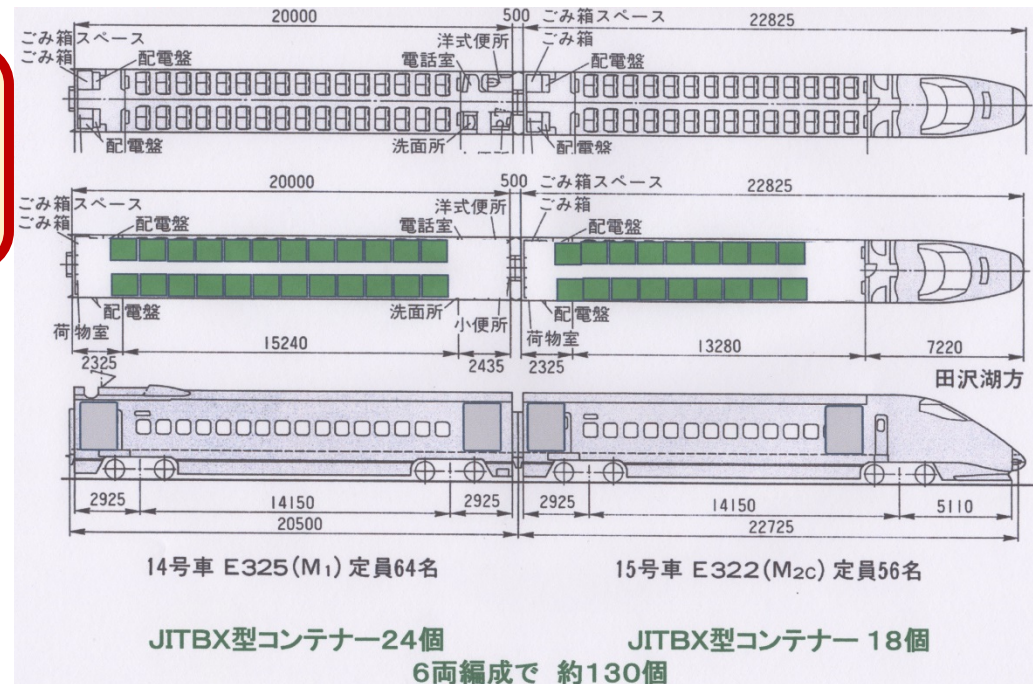 20000 500 22825
ごみ箱スペース 洋式便所 ごみ箱
ごみ箱 配電盤 電話室 配電盤
配電盤 洗面所 配電盤
20000 500 ごみ箱スペース 22825
ごみ箱スペース 洋式便所 ごみ箱
ごみ箱 配電盤 電話室 配電盤
配電盤 洗面所 配電盤
荷物室 小便所 荷物室
15240 13280
2325 2435 2325 7220
田沢湖方
2925 14150 2925 2925 14150 5110
20500 22725
14号車 E325(M1)定員64名 15号車 E322(M2C)定員56名
JITBX型コンテナー24個 JITBX型コンテナー 18個
6両編成で 約130個